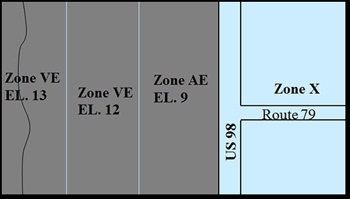 Zone VE
EL. 13
Zone VE
EL. 12
Zone AE
EL. 9
US 98
Zone X
Route 79